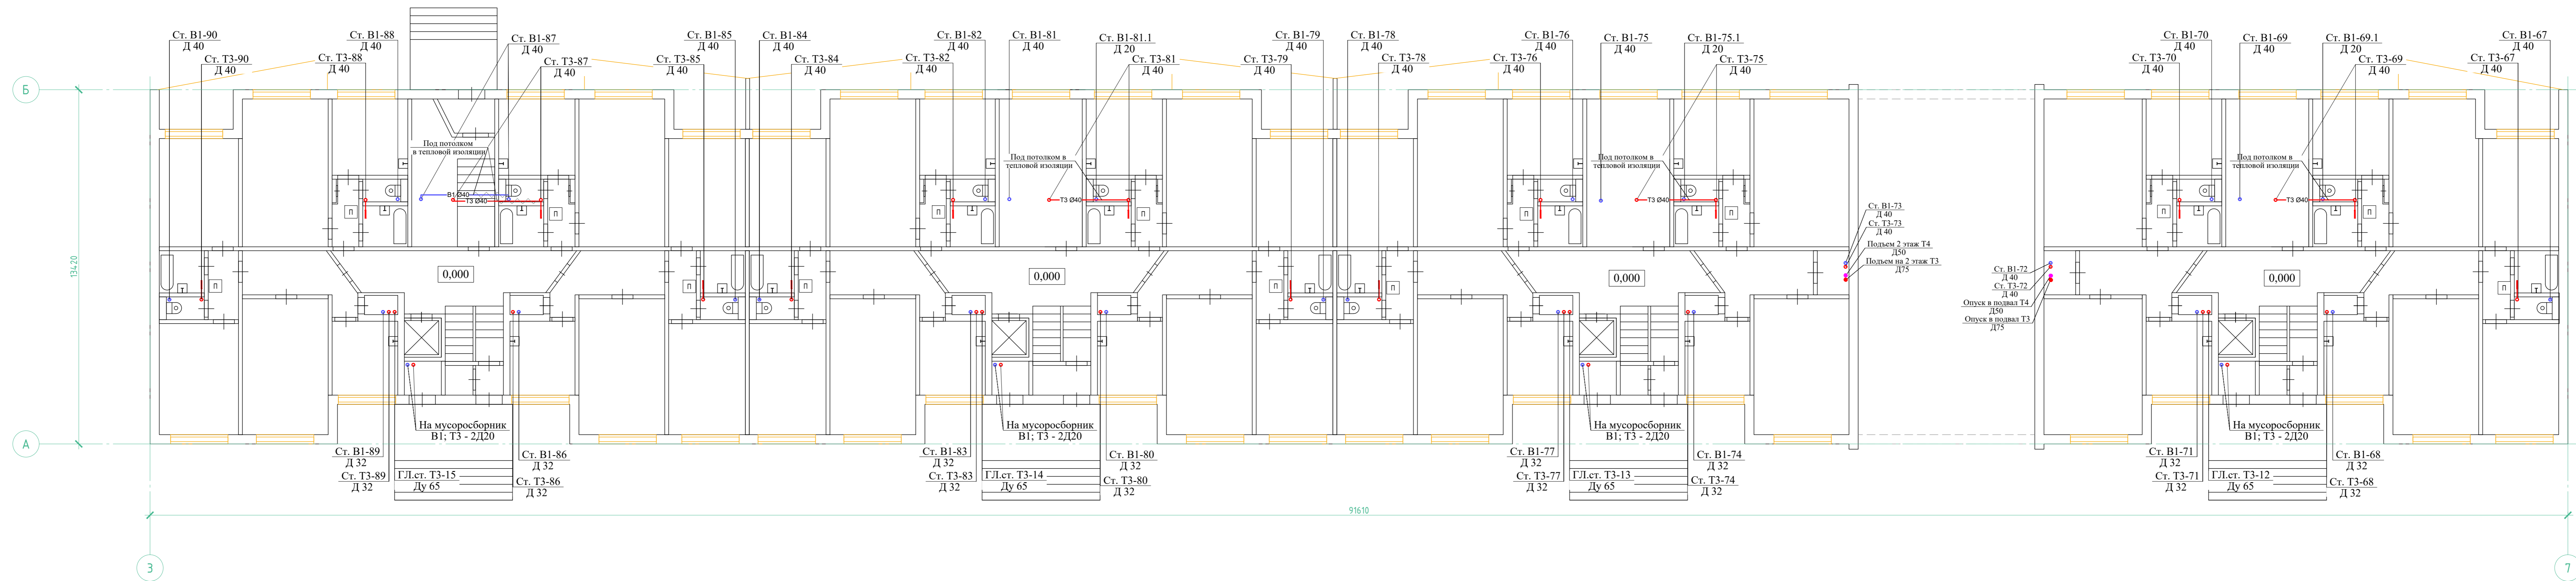 Ст. В1-90
Д 40
Ст. Т3-90
Д 40
Ст. В1-88
Д 40
Ст. Т3-88
Д 40
Ст. В1-87
Д 40
Ст. Т3-87
Д 40
Ст. В1-85
Д 40
Ст. Т3-85
Д 40
Ст. В1-84
Д 40
Ст. Т3-84
Д 40
Ст. В1-82
Д 40
Ст. Т3-82
Д 40
Ст. В1-81
Д 40
Ст. В1-81.1
Д 20
Ст. Т3-81
Д 40
Ст. В1-79
Д 40
Ст. Т3-79
Д 40
Ст. В1-78
Д 40
Ст. Т3-78
Д 40
Ст. В1-76
Д 40
Ст. Т3-76
Д 40
Ст. В1-75
Д 40
Ст. В1-75.1
Д 20
Ст. Т3-75
Д 40
Ст. В1-70
Д 40
Ст. Т3-70
Д 40
Ст. В1-69
Д 40
Ст. В1-69.1
Д 20
Ст. Т3-69
Д 40
Ст. В1-67
Д 40
Ст. Т3-67
Д 40
Б
Под потолком
в тепловой изоляции
Под потолком в
тепловой изоляции
Под потолком в
тепловой изоляции
Под потолком в
тепловой изоляции
В1 Ø40
Т3 Ø40
Т3 Ø40
Т3 Ø40
Т3 Ø40
П
П
П
П
П
П
П
П
Ст. В1-73
Д 40
Ст. Т3-73
Д 40
Подъем 2 этаж Т4
Д50
Подъем на 2 этаж Т3
Д75
Ст. В1-72
Д 40
Ст. Т3-72
Д 40
Опуск в подвал Т4
Д50
Опуск в подвал Т3
Д75
13420
0,000
0,000
0,000
0,000
П
П
П
П
П
П
На мусоросборник
В1; Т3 - 2Д20
На мусоросборник
В1; Т3 - 2Д20
На мусоросборник
В1; Т3 - 2Д20
На мусоросборник
В1; Т3 - 2Д20
А
Ст. В1-89
Д 32
Ст. Т3-89
Д 32
ГЛ.ст. Т3-15
Ду 65
Ст. В1-86
Д 32
Ст. Т3-86
Д 32
Ст. В1-83
Д 32
Ст. Т3-83
Д 32
ГЛ.ст. Т3-14
Ду 65
Ст. В1-80
Д 32
Ст. Т3-80
Д 32
Ст. В1-77
Д 32
Ст. Т3-77
Д 32
ГЛ.ст. Т3-13
Ду 65
Ст. В1-74
Д 32
Ст. Т3-74
Д 32
Ст. В1-71
Д 32
Ст. Т3-71
Д 32
ГЛ.ст. Т3-12
Ду 65
Ст. В1-68
Д 32
Ст. Т3-68
Д 32
91610
3
7